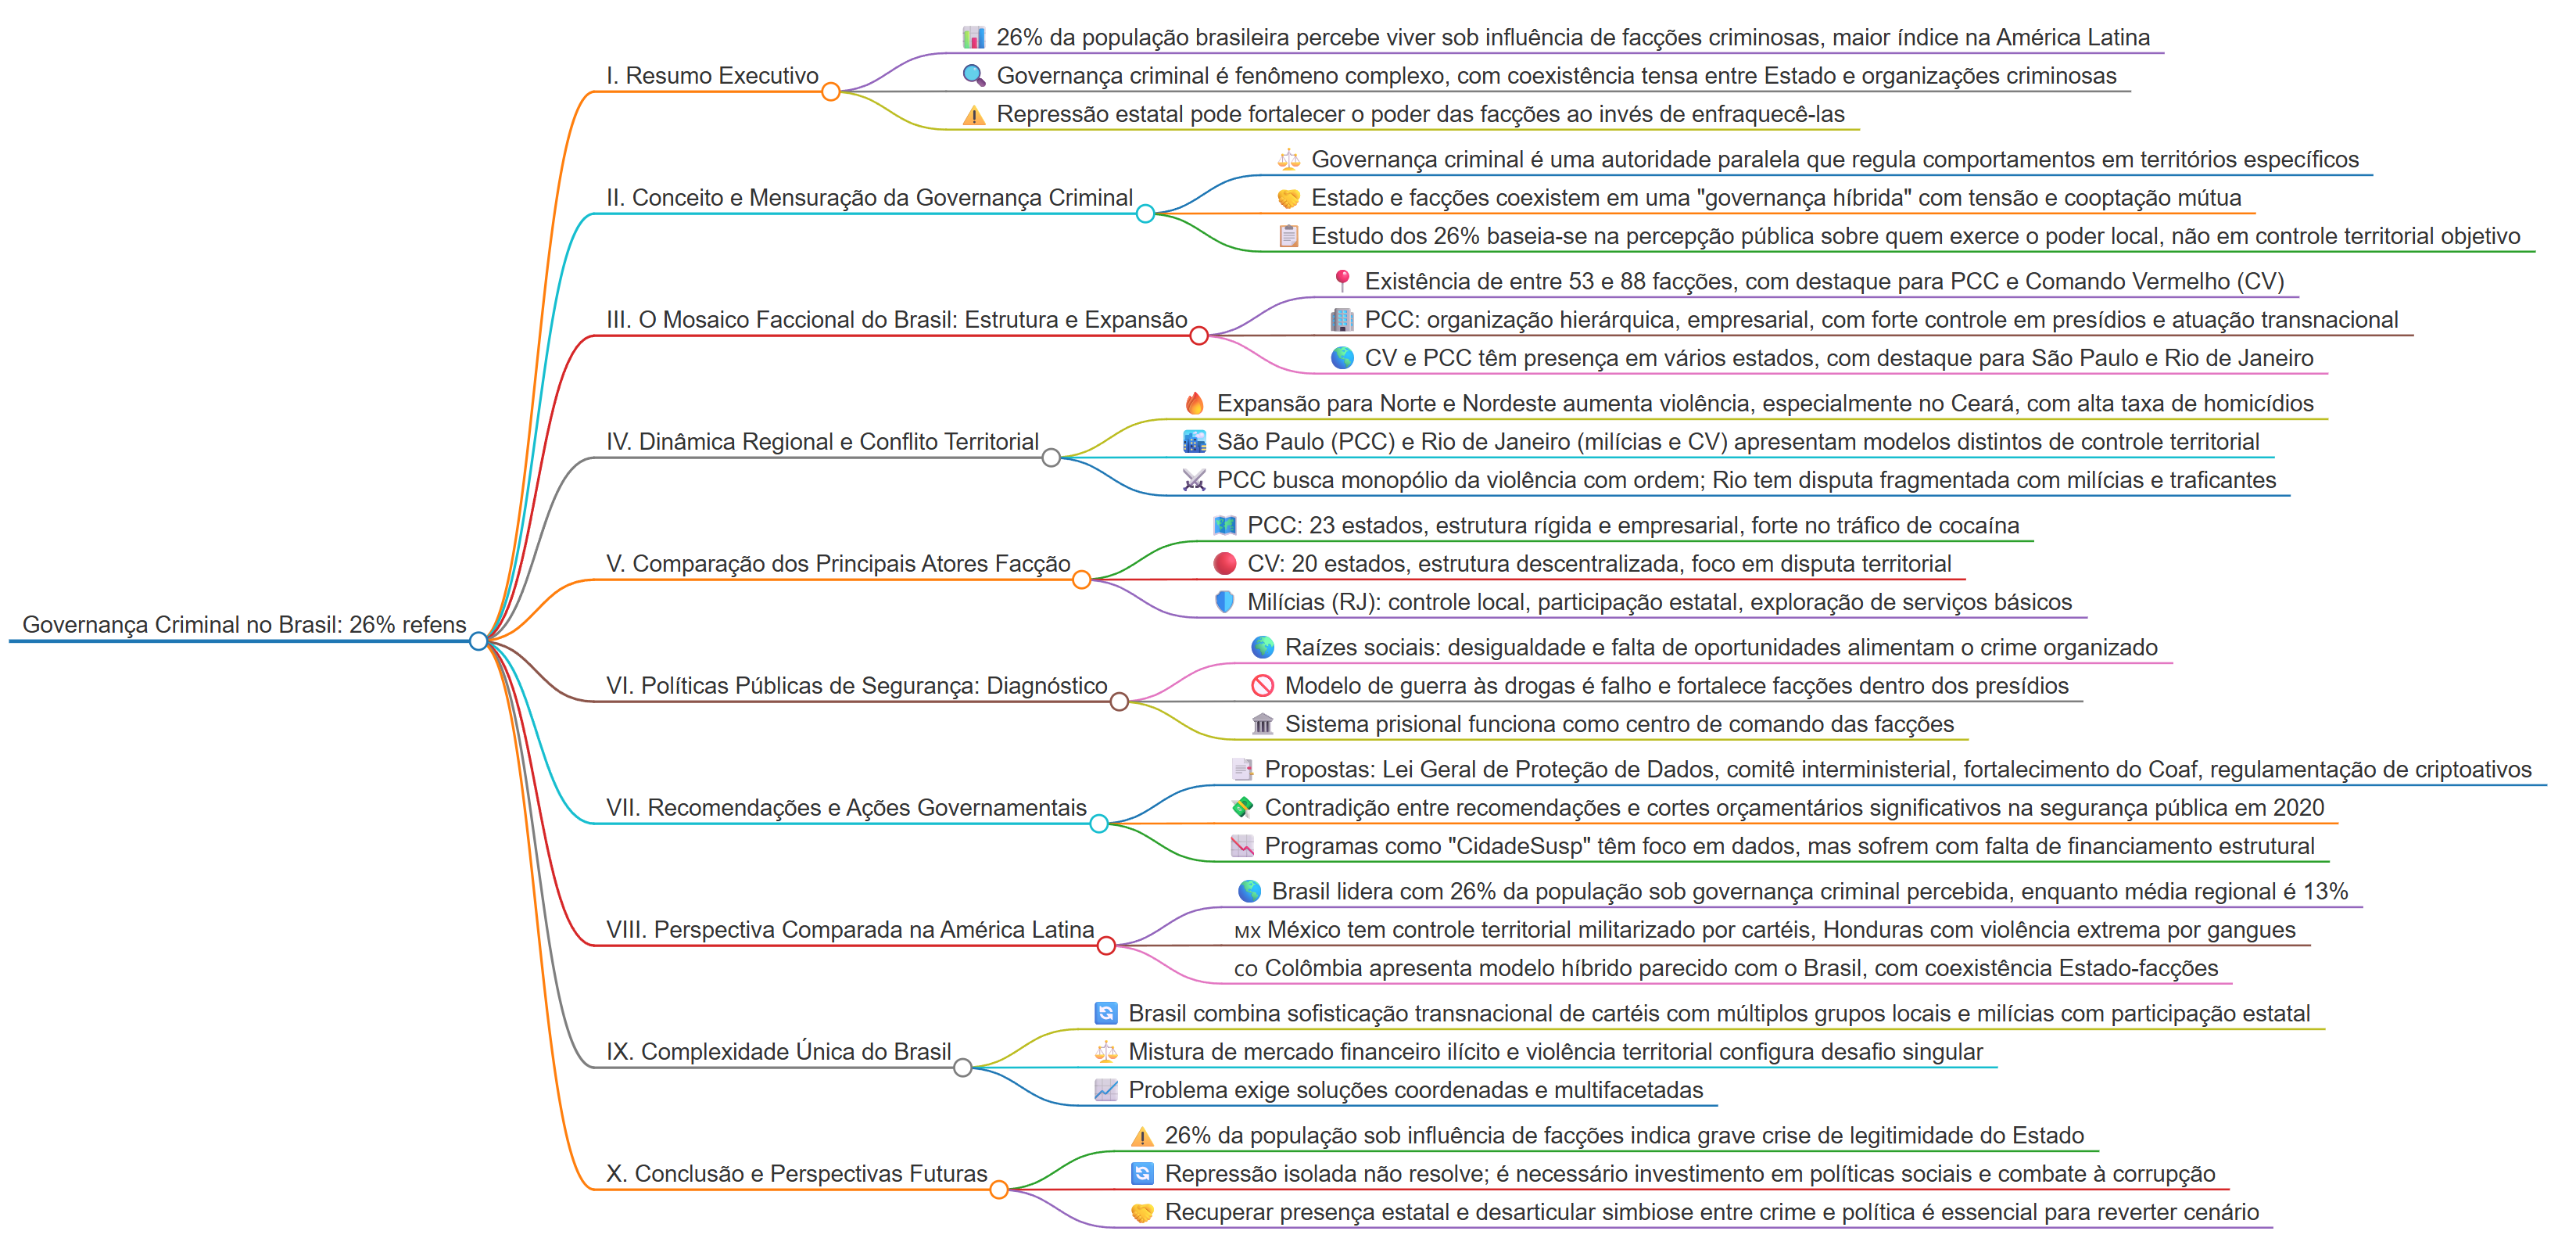 Governança Criminal no Brasil: 26% refens
I. Resumo Executivo
26% da população brasileira percebe viver sob influência de facções criminosas, maior índice na América Latina
Governança criminal é fenômeno complexo, com coexistência tensa entre Estado e organizações criminosas
Repressão estatal pode fortalecer o poder das facções ao invés de enfraquecê-las
II. Conceito e Mensuração da Governança Criminal
Governança criminal é uma autoridade paralela que regula comportamentos em territórios específicos
Estado e facções coexistem em uma "governança híbrida" com tensão e cooptação mútua
Estudo dos 26% baseia-se na percepção pública sobre quem exerce o poder local, não em controle territorial objetivo
III. O Mosaico Faccional do Brasil: Estrutura e Expansão
Existência de entre 53 e 88 facções, com destaque para PCC e Comando Vermelho (CV)
PCC: organização hierárquica, empresarial, com forte controle em presídios e atuação transnacional
CV e PCC têm presença em vários estados, com destaque para São Paulo e Rio de Janeiro
IV. Dinâmica Regional e Conflito Territorial
Expansão para Norte e Nordeste aumenta violência, especialmente no Ceará, com alta taxa de homicídios
São Paulo (PCC) e Rio de Janeiro (milícias e CV) apresentam modelos distintos de controle territorial
PCC busca monopólio da violência com ordem; Rio tem disputa fragmentada com milícias e traficantes
V. Comparação dos Principais Atores Facção
PCC: 23 estados, estrutura rígida e empresarial, forte no tráfico de cocaína
CV: 20 estados, estrutura descentralizada, foco em disputa territorial
Milícias (RJ): controle local, participação estatal, exploração de serviços básicos
VI. Políticas Públicas de Segurança: Diagnóstico
Raízes sociais: desigualdade e falta de oportunidades alimentam o crime organizado
Modelo de guerra às drogas é falho e fortalece facções dentro dos presídios
Sistema prisional funciona como centro de comando das facções
VII. Recomendações e Ações Governamentais
Propostas: Lei Geral de Proteção de Dados, comitê interministerial, fortalecimento do Coaf, regulamentação de criptoativos
Contradição entre recomendações e cortes orçamentários significativos na segurança pública em 2020
Programas como "CidadeSusp" têm foco em dados, mas sofrem com falta de financiamento estrutural
VIII. Perspectiva Comparada na América Latina
Brasil lidera com 26% da população sob governança criminal percebida, enquanto média regional é 13%
MX México tem controle territorial militarizado por cartéis, Honduras com violência extrema por gangues
CO Colômbia apresenta modelo híbrido parecido com o Brasil, com coexistência Estado-facções
IX. Complexidade Única do Brasil
Brasil combina sofisticação transnacional de cartéis com múltiplos grupos locais e milícias com participação estatal
Mistura de mercado financeiro ilícito e violência territorial configura desafio singular
Problema exige soluções coordenadas e multifacetadas
X. Conclusão e Perspectivas Futuras
26% da população sob influência de facções indica grave crise de legitimidade do Estado
Repressão isolada não resolve; é necessário investimento em políticas sociais e combate à corrupção
Recuperar presença estatal e desarticular simbiose entre crime e política é essencial para reverter cenário